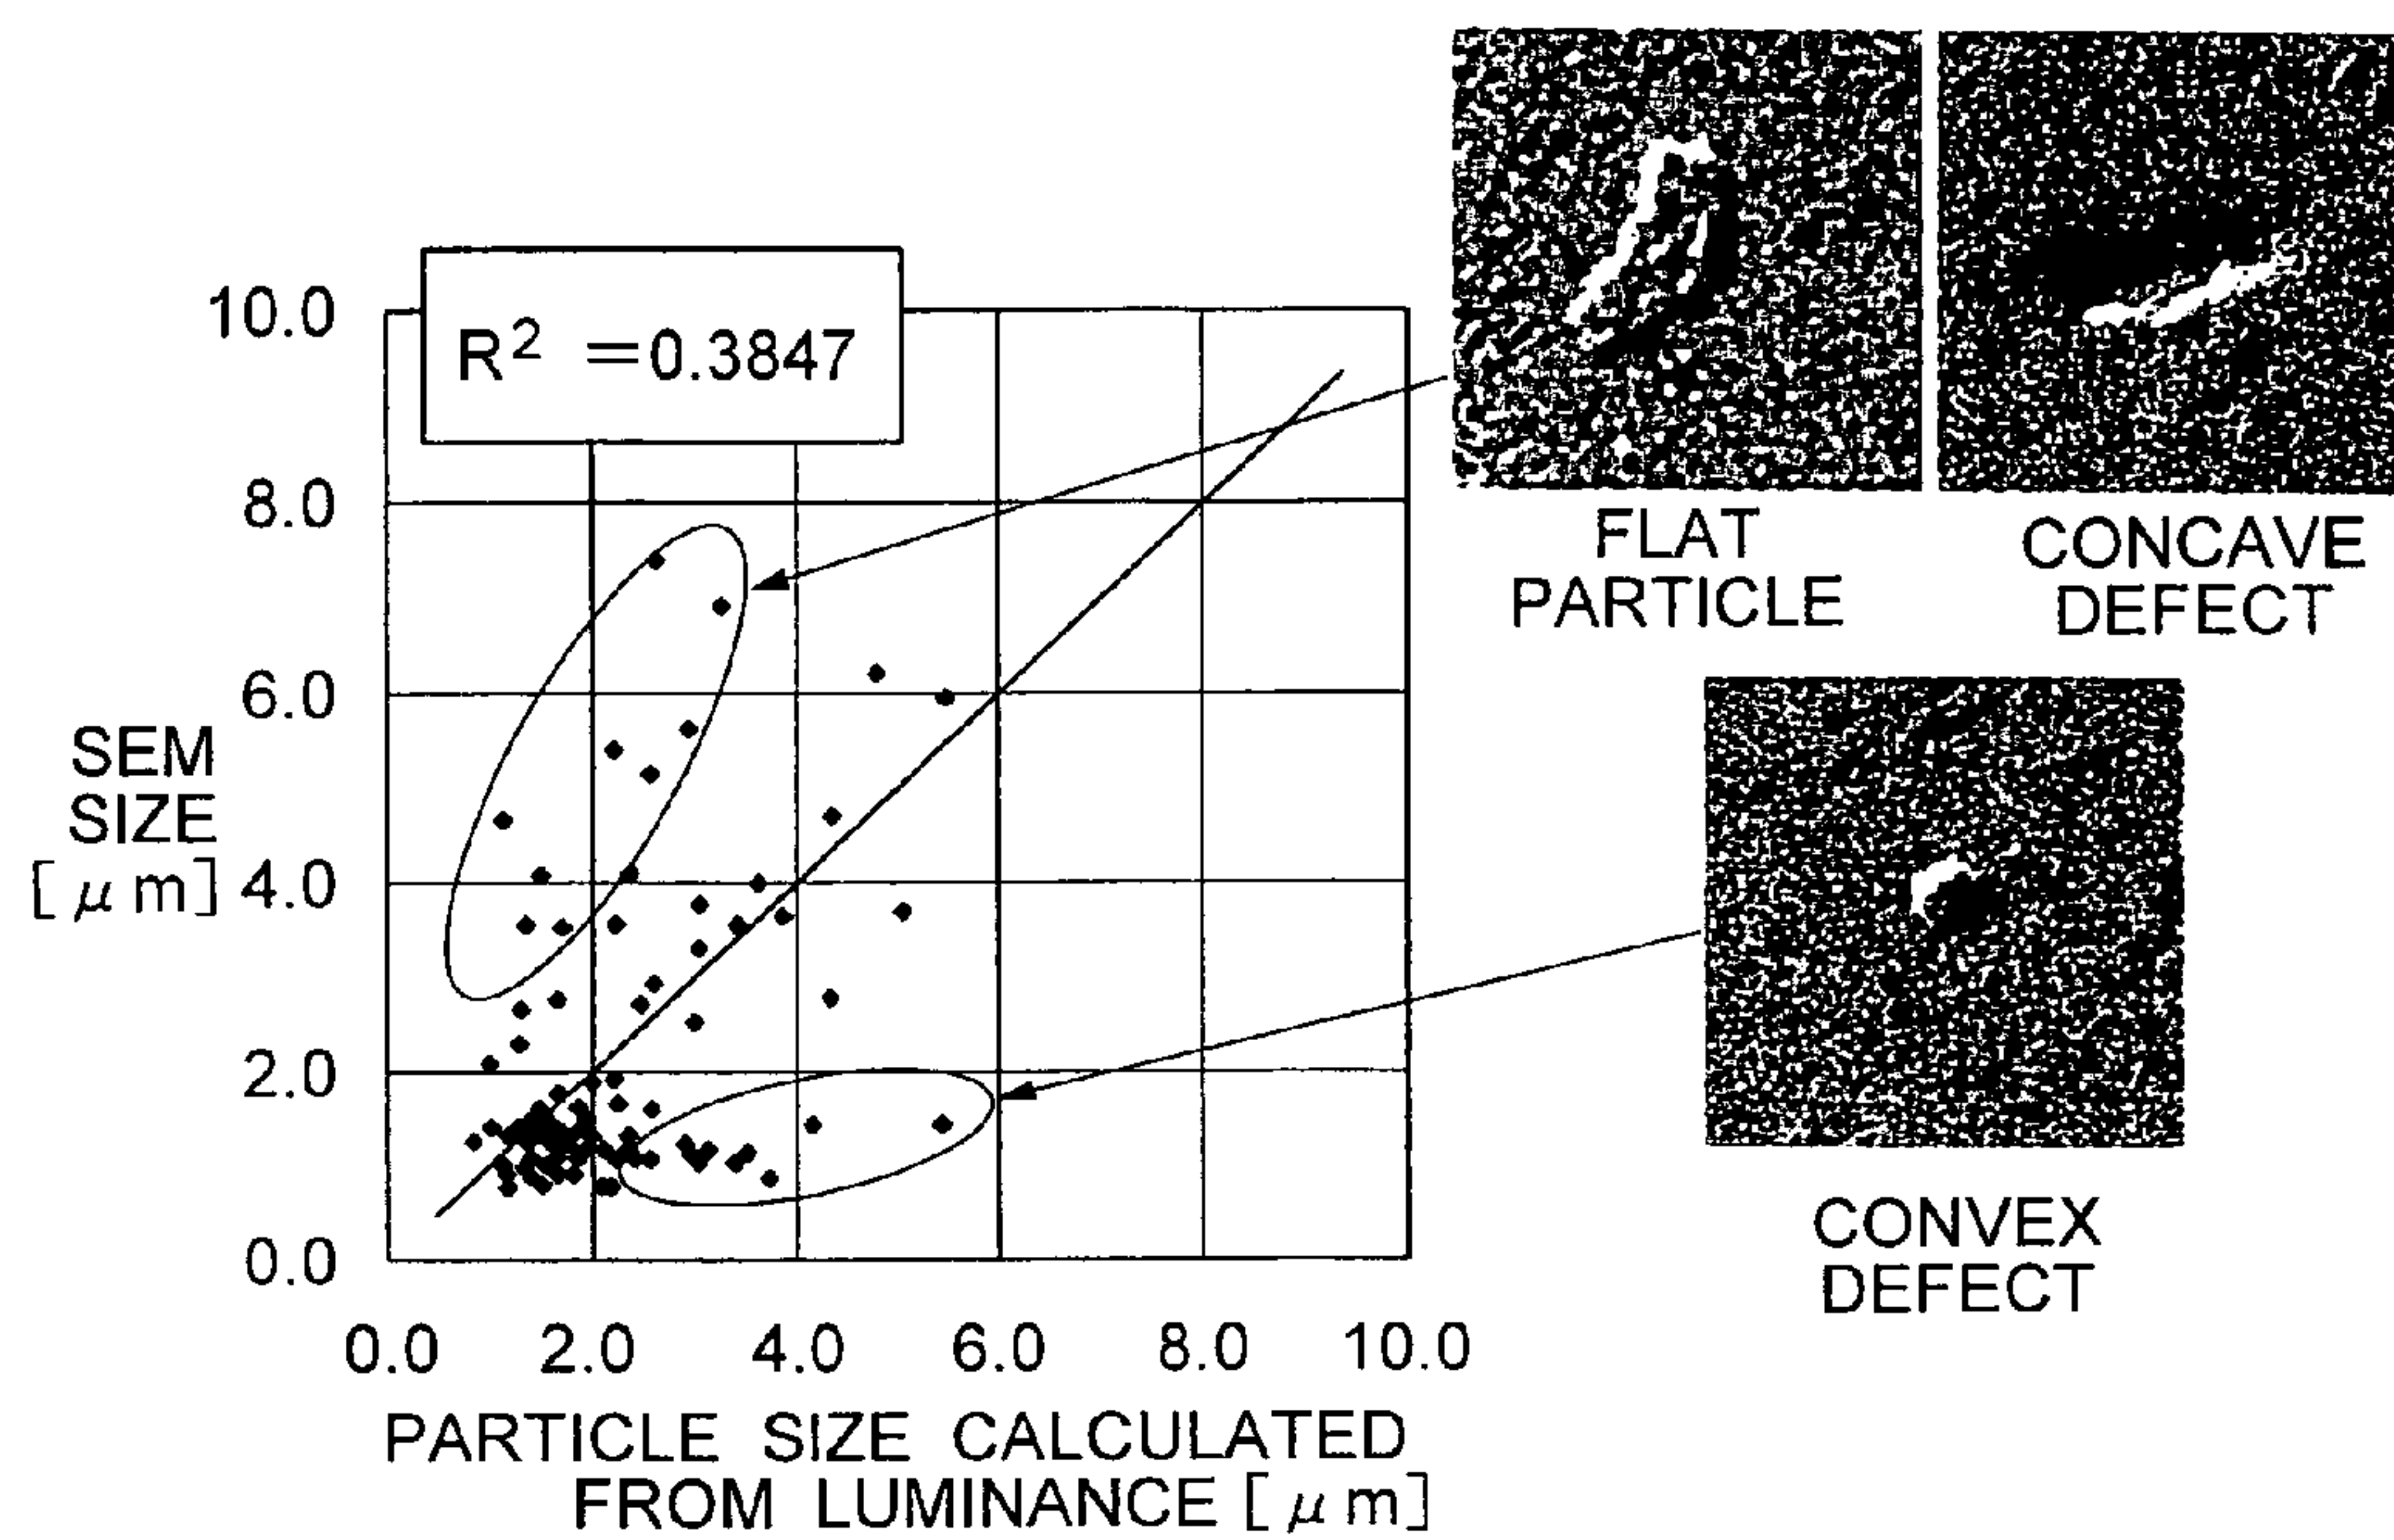 R² =0.3847
10.0
8.0
6.0
4.0
2.0
0.0
SEM
SIZE
[μm]
0.0 2.0 4.0 6.0 8.0 10.0
PARTICLE SIZE CALCULATED
FROM LUMINANCE [μm]
FLAT
PARTICLE
CONCAVE
DEFECT
CONVEX
DEFECT